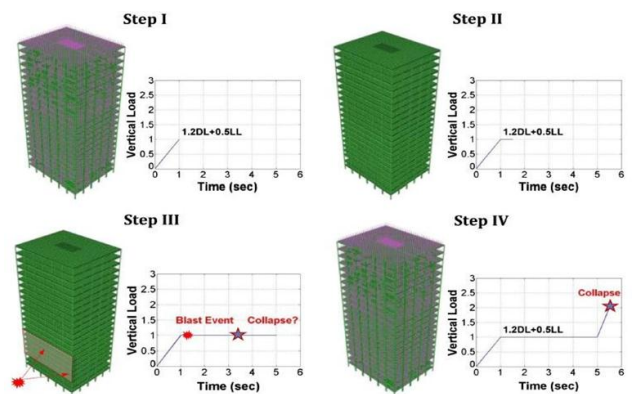 Step I
Step II
3
2.5
2
1.5
1
0.5
0
Vertical Load
1.2DL+0.5LL
0 1 2 3 4 5 6
Time (sec)
3
2.5
2
1.5
1
0.5
0
Vertical Load
1.2DL+0.5LL
0 1 2 3 4 5 6
Time (sec)
Step III
Step IV
3
2.5
2
1.5
1
0.5
0
Vertical Load
Blast Event
Collapse?
0 1 2 3 4 5 6
Time (sec)
3
2.5
2
1.5
1
0.5
0
Vertical Load
Collapse
1.2DL+0.5LL
0 1 2 3 4 5 6
Time (sec)